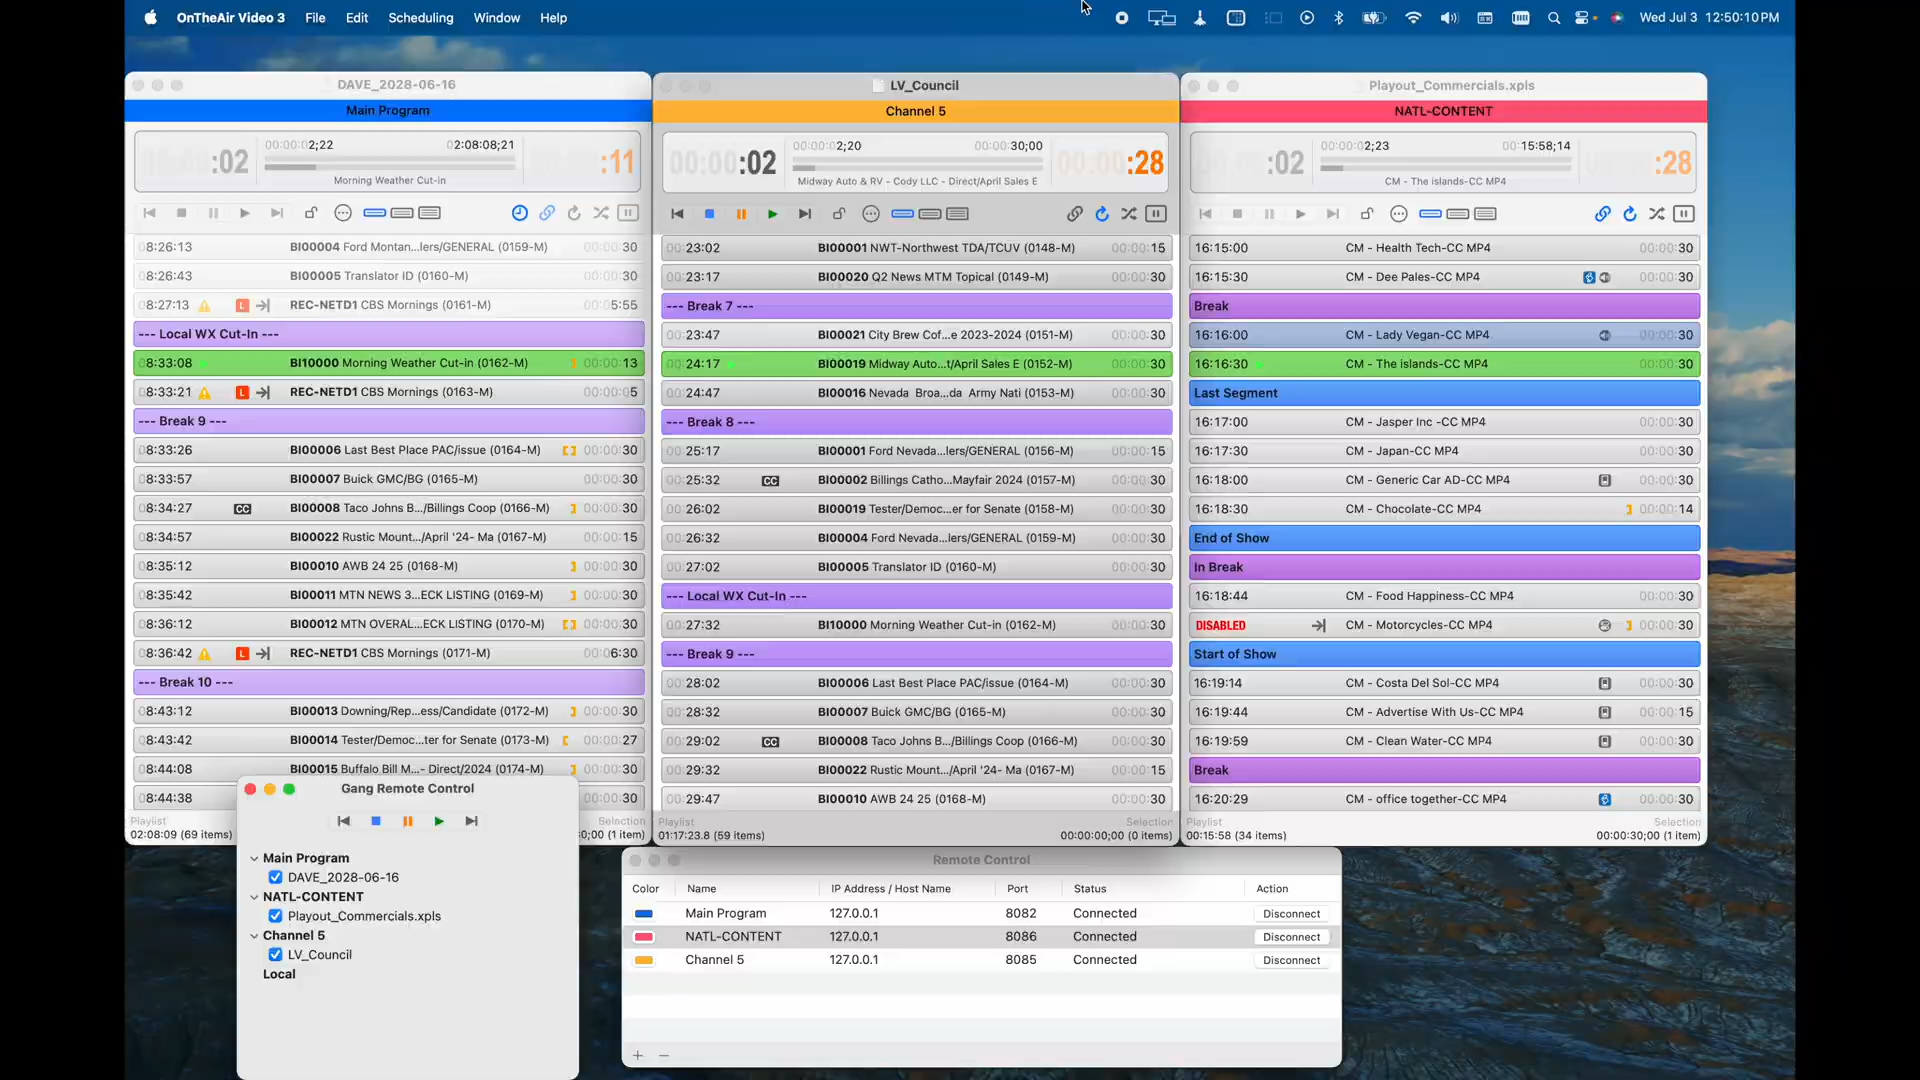 OnTheAir Video 3 File Edit Scheduling Window Help
Wed Jul 3 12:50:10 PM
DAVE_2028-06-16
Main Program
00:00:00:02 00:00:02;22 02:08:08;21 :11
Morning Weather Cut-in
08:26:13 BI00004 Ford Montan...lers/GENERAL (0159-M) 00:00:30
08:26:43 BI00005 Translator ID (0160-M) 00:00:30
08:27:13 L REC-NETD1 CBS Mornings (0161-M) 00:05:55
--- Local WX Cut-In ---
08:33:08 BI10000 Morning Weather Cut-in (0162-M) 00:00:13
08:33:21 L REC-NETD1 CBS Mornings (0163-M) 00:00:05
--- Break 9 ---
08:33:26 BI00006 Last Best Place PAC/issue (0164-M) 00:00:30
08:33:57 BI00007 Buick GMC/BG (0165-M) 00:00:30
08:34:27 CC BI00008 Taco Johns B.../Billings Coop (0166-M) 00:00:30
08:34:57 BI00022 Rustic Mount.../April '24- Ma (0167-M) 00:00:15
08:35:12 BI00010 AWB 24 25 (0168-M) 00:00:30
08:35:42 BI00011 MTN NEWS 3...ECK LISTING (0169-M) 00:00:30
08:36:12 BI00012 MTN OVERAL...ECK LISTING (0170-M) 00:00:30
08:36:42 L REC-NETD1 CBS Mornings (0171-M) 00:06:30
--- Break 10 ---
08:43:12 BI00013 Downing/Rep...ess/Candidate (0172-M) 00:00:30
08:43:42 BI00014 Tester/Democ...ter for Senate (0173-M) 00:00:27
08:44:08 BI00015 Buffalo Bill M...- Direct/2024 (0174-M) 00:00:30
08:44:38 00:00:30
Playlist
02:08:09 (69 items) 0;00 (1 item)
LV_Council
Channel 5
00:00:00:02 00:00:02;20 00:00:30;00 00:00:00:28
Midway Auto & RV - Cody LLC - Direct/April Sales E
00:23:02 BI00001 NWT-Northwest TDA/TCUV (0148-M) 00:00:15
00:23:17 BI00020 Q2 News MTM Topical (0149-M) 00:00:30
--- Break 7 ---
00:23:47 BI00021 City Brew Cof...e 2023-2024 (0151-M) 00:00:30
00:24:17 BI00019 Midway Auto...t/April Sales E (0152-M) 00:00:30
00:24:47 BI00016 Nevada Broa...da Army Nati (0153-M) 00:00:30
--- Break 8 ---
00:25:17 BI00001 Ford Nevada...lers/GENERAL (0156-M) 00:00:15
00:25:32 CC BI00002 Billings Catho...Mayfair 2024 (0157-M) 00:00:30
00:26:02 BI00019 Tester/Democ...er for Senate (0158-M) 00:00:30
00:26:32 BI00004 Ford Nevada...lers/GENERAL (0159-M) 00:00:30
00:27:02 BI00005 Translator ID (0160-M) 00:00:30
--- Local WX Cut-In ---
00:27:32 BI10000 Morning Weather Cut-in (0162-M) 00:00:30
--- Break 9 ---
00:28:02 BI00006 Last Best Place PAC/issue (0164-M) 00:00:30
00:28:32 BI00007 Buick GMC/BG (0165-M) 00:00:30
00:29:02 CC BI00008 Taco Johns B.../Billings Coop (0166-M) 00:00:30
00:29:32 BI00022 Rustic Mount.../April '24- Ma (0167-M) 00:00:15
00:29:47 BI00010 AWB 24 25 (0168-M) 00:00:30
Playlist Selection
01:17:23.8 (59 items) 00:00:00;00 (0 items)
Playout_Commercials.xpls
NATL-CONTENT
:02 00:00:02;23 00:15:58;14 :28
CM - The islands-CC MP4
16:15:00 CM - Health Tech-CC MP4 00:00:30
16:15:30 CM - Dee Pales-CC MP4 00:00:30
Break
16:16:00 CM - Lady Vegan-CC MP4 00:00:30
16:16:30 CM - The islands-CC MP4 00:00:30
Last Segment
16:17:00 CM - Jasper Inc -CC MP4 00:00:30
16:17:30 CM - Japan-CC MP4 00:00:30
16:18:00 CM - Generic Car AD-CC MP4 00:00:30
16:18:30 CM - Chocolate-CC MP4 00:00:14
End of Show
In Break
16:18:44 CM - Food Happiness-CC MP4 00:00:30
DISABLED CM - Motorcycles-CC MP4 00:00:30
Start of Show
16:19:14 CM - Costa Del Sol-CC MP4 00:00:30
16:19:44 CM - Advertise With Us-CC MP4 00:00:15
16:19:59 CM - Clean Water-CC MP4 00:00:30
Break
16:20:29 CM - office together-CC MP4 00:00:30
Playlist Selection
00:15:58 (34 items) 00:00:30;00 (1 item)
Gang Remote Control
Main Program
DAVE_2028-06-16
NATL-CONTENT
Playout_Commercials.xpls
Channel 5
LV_Council
Local
Remote Control
Color Name IP Address / Host Name Port Status Action
Main Program 127.0.0.1 8082 Connected Disconnect
NATL-CONTENT 127.0.0.1 8086 Connected Disconnect
Channel 5 127.0.0.1 8085 Connected Disconnect